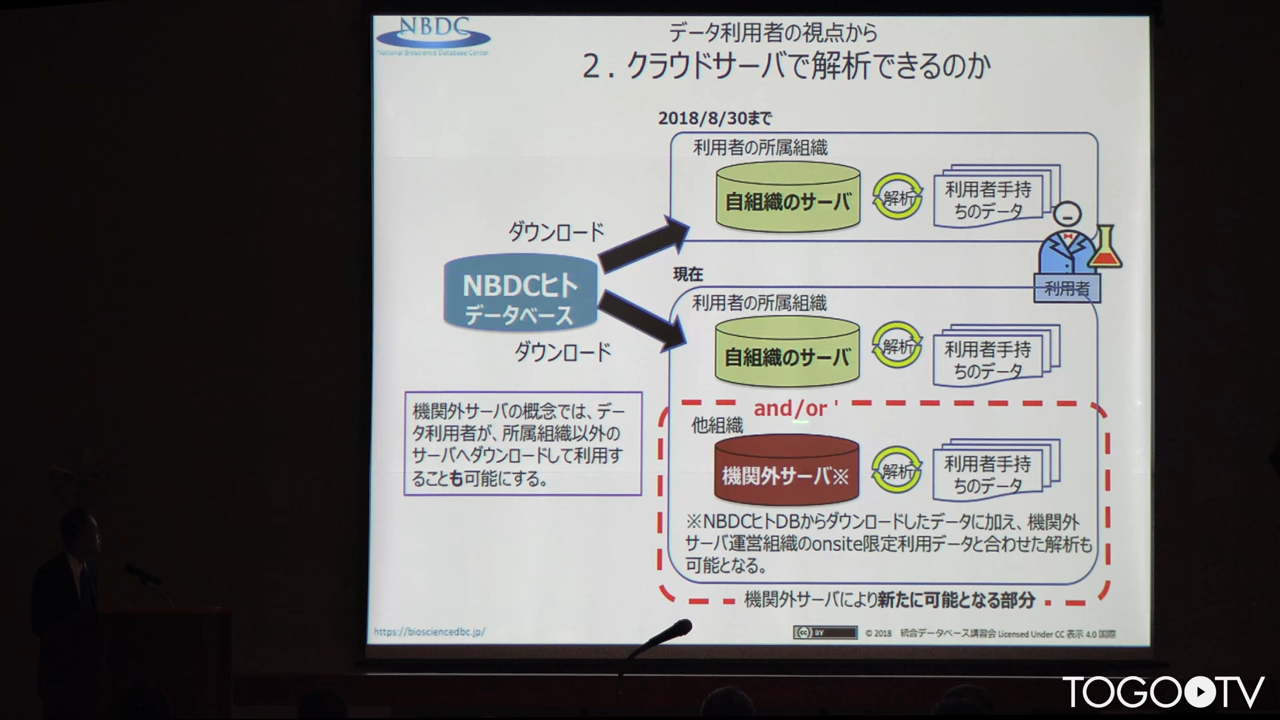 NBDC
National Bioscience Database Center
データ利用者の視点から
２．クラウドサーバで解析できるのか
2018/8/30まで
利用者の所属組織
自組織のサーバ
解析
利用者手持
ちのデータ
ダウンロード
NBDCヒト
データベース
ダウンロード
利用者
現在
利用者の所属組織
自組織のサーバ
解析
利用者手持
ちのデータ
and/or
他組織
機関外サーバ※
解析
利用者手持
ちのデータ
機関外サーバの概念では、デー
タ利用者が、所属組織以外の
サーバへダウンロードして利用す
ることも可能にする。
※NBDCヒトDBからダウンロードしたデータに加え、機関外
サーバ運営組織のonsite限定利用データと合わせた解析も
可能となる。
機関外サーバにより新たに可能となる部分
https://biosciencedbc.jp/
cc BY
© 2018 統合データベース講習会 Licensed Under CC 表示 4.0 国際
TOGO TV